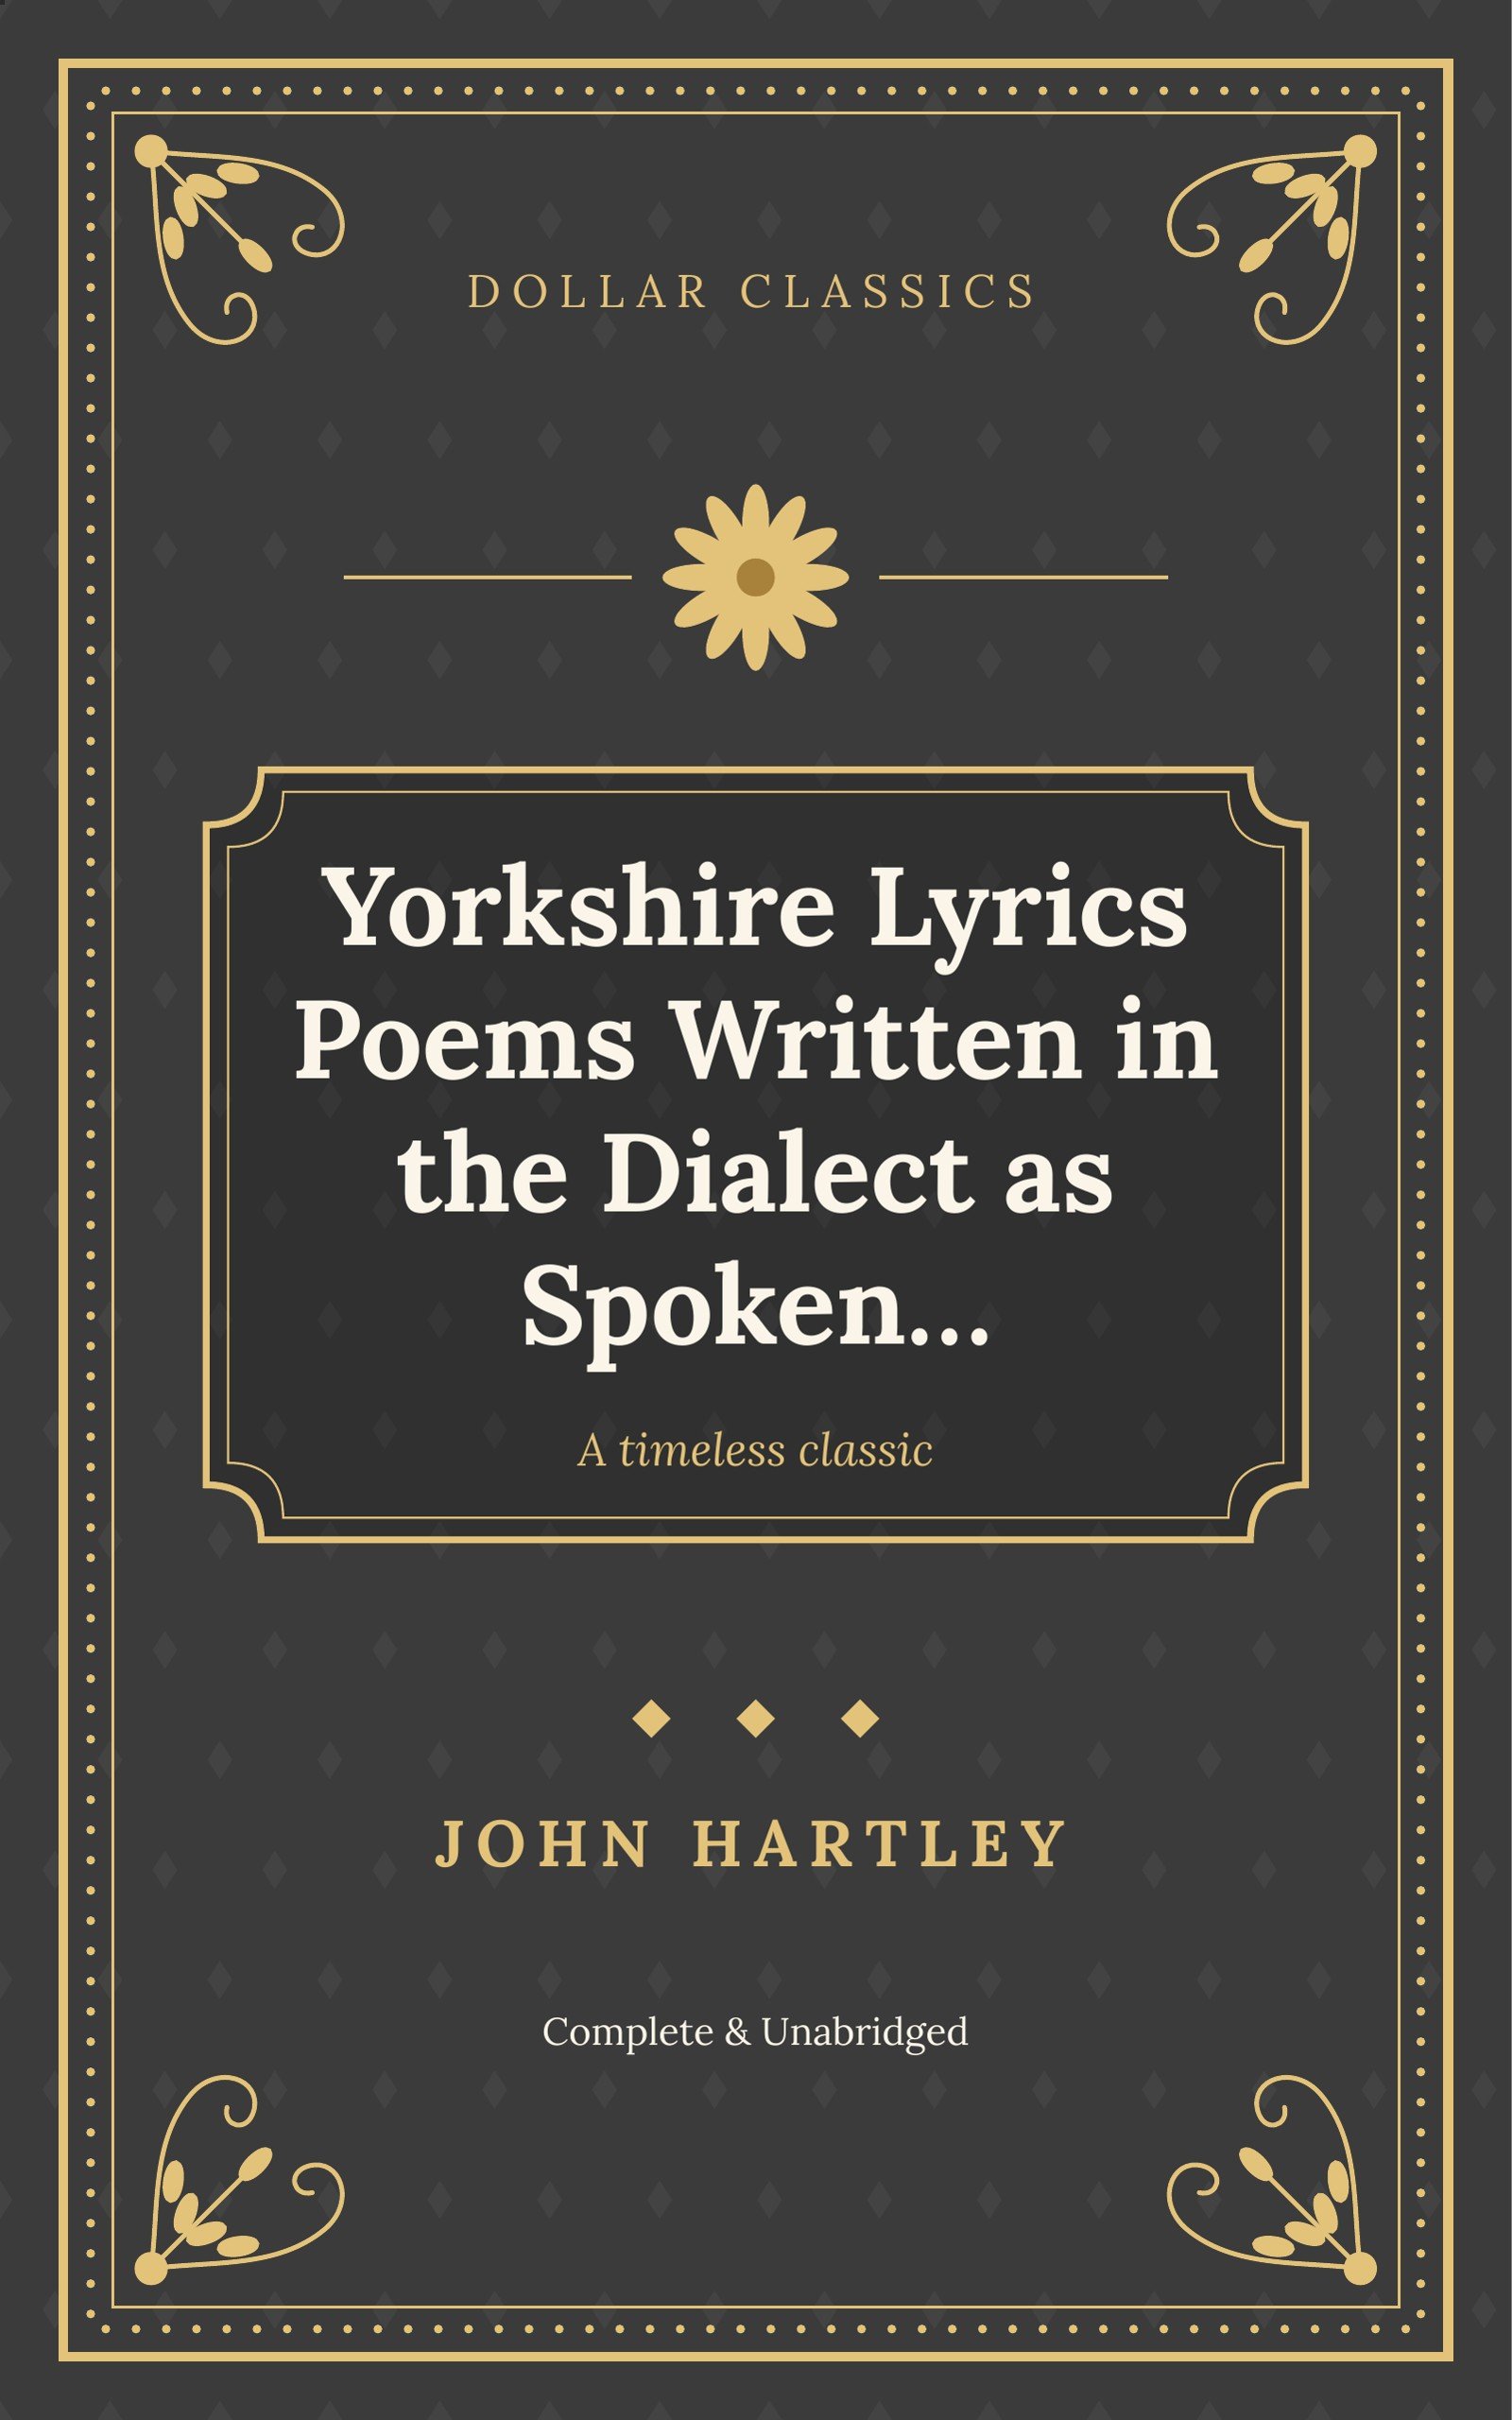 DOLLAR CLASSICS
Yorkshire Lyrics
Poems Written in
the Dialect as
Spoken...
A timeless classic
JOHN HARTLEY
Complete & Unabridged